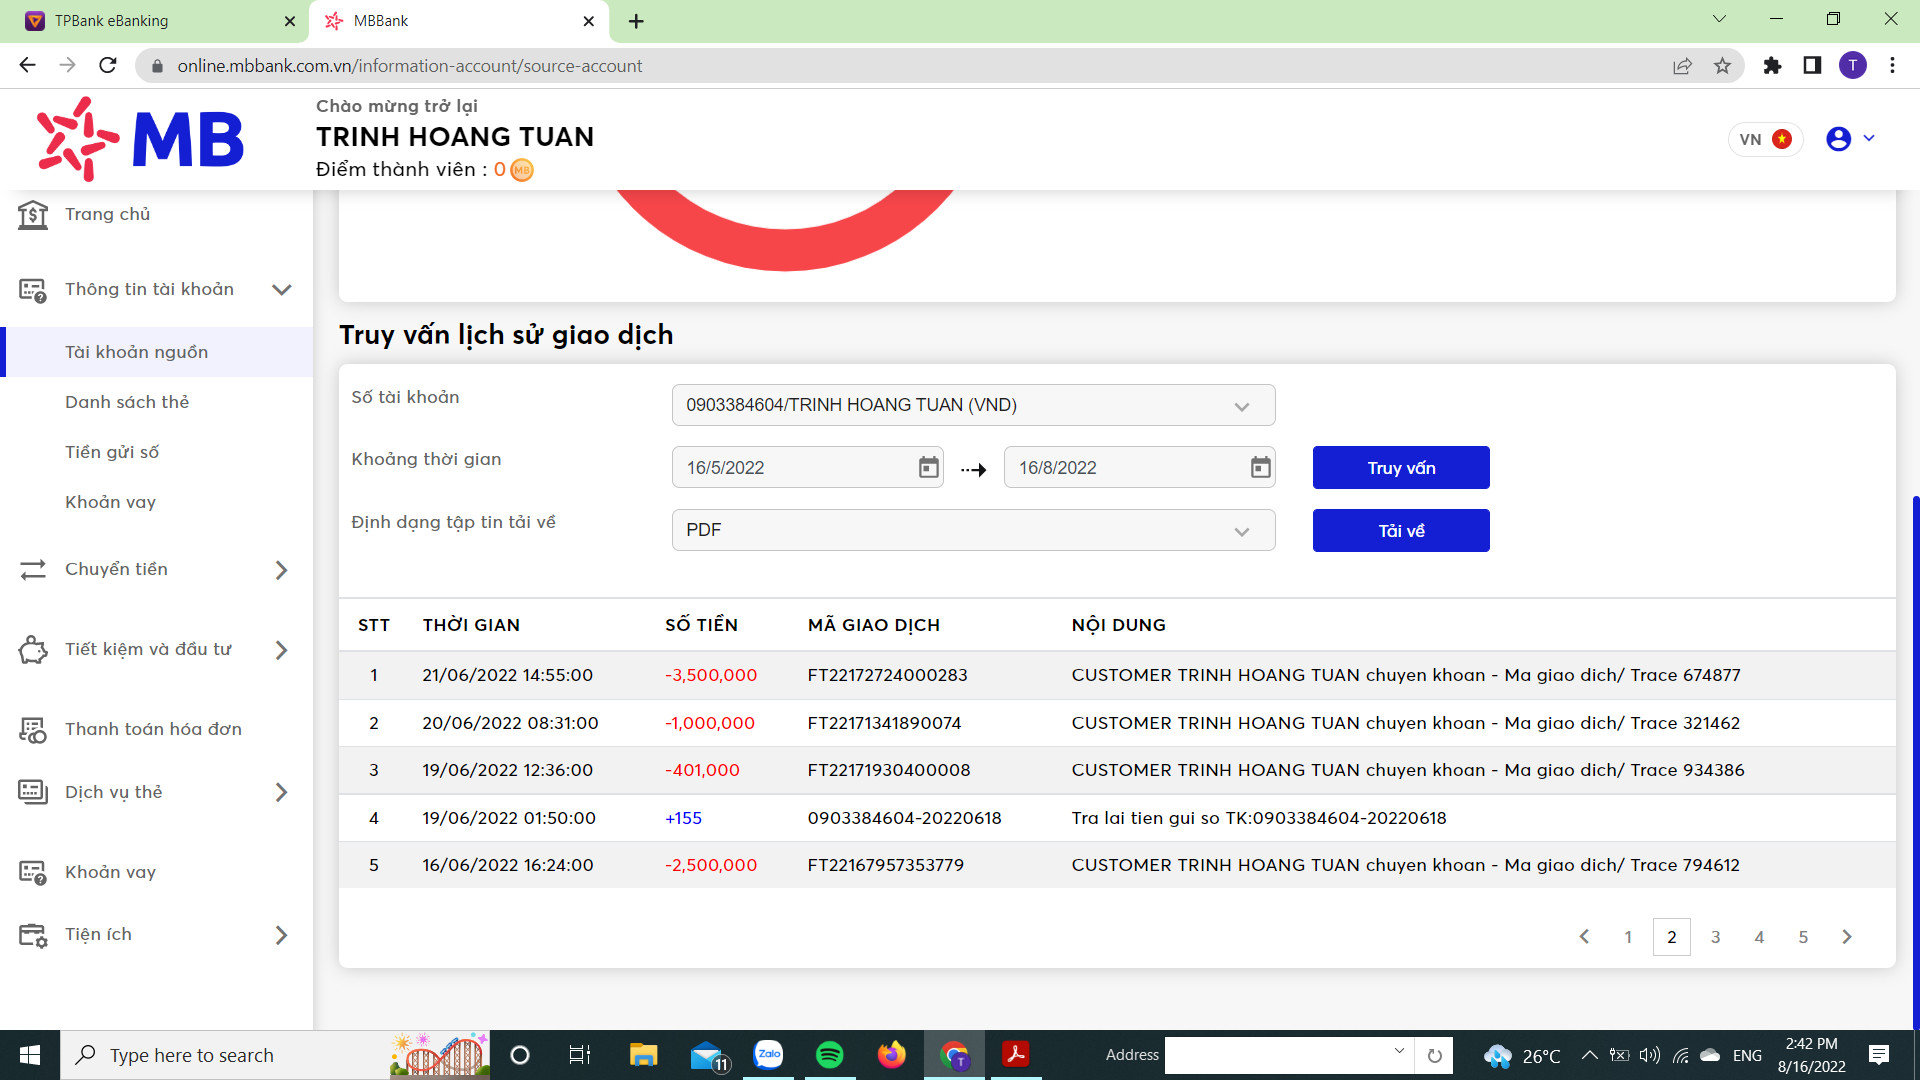 TPBank eBanking
MBBank
online.mbbank.com.vn/information-account/source-account
T
MB
Chào mừng trở lại
TRINH HOANG TUAN
Điểm thành viên : 0 MB
VN
Trang chủ
Thông tin tài khoản
Tài khoản nguồn
Danh sách thẻ
Tiền gửi số
Khoản vay
Chuyển tiền
Tiết kiệm và đầu tư
Thanh toán hóa đơn
Dịch vụ thẻ
Khoản vay
Tiện ích
Truy vấn lịch sử giao dịch
Số tài khoản
0903384604/TRINH HOANG TUAN (VND)
Khoảng thời gian
16/5/2022
16/8/2022
Truy vấn
Định dạng tập tin tải về
PDF
Tải về
STT THỜI GIAN SỐ TIỀN MÃ GIAO DỊCH NỘI DUNG
1 21/06/2022 14:55:00 -3,500,000 FT22172724000283 CUSTOMER TRINH HOANG TUAN chuyen khoan - Ma giao dich/ Trace 674877
2 20/06/2022 08:31:00 -1,000,000 FT22171341890074 CUSTOMER TRINH HOANG TUAN chuyen khoan - Ma giao dich/ Trace 321462
3 19/06/2022 12:36:00 -401,000 FT22171930400008 CUSTOMER TRINH HOANG TUAN chuyen khoan - Ma giao dich/ Trace 934386
4 19/06/2022 01:50:00 +155 0903384604-20220618 Tra lai tien gui so TK:0903384604-20220618
5 16/06/2022 16:24:00 -2,500,000 FT22167957353779 CUSTOMER TRINH HOANG TUAN chuyen khoan - Ma giao dich/ Trace 794612
1 2 3 4 5
Type here to search
11
Zalo
T
Address
26°C
ENG
2:42 PM
8/16/2022